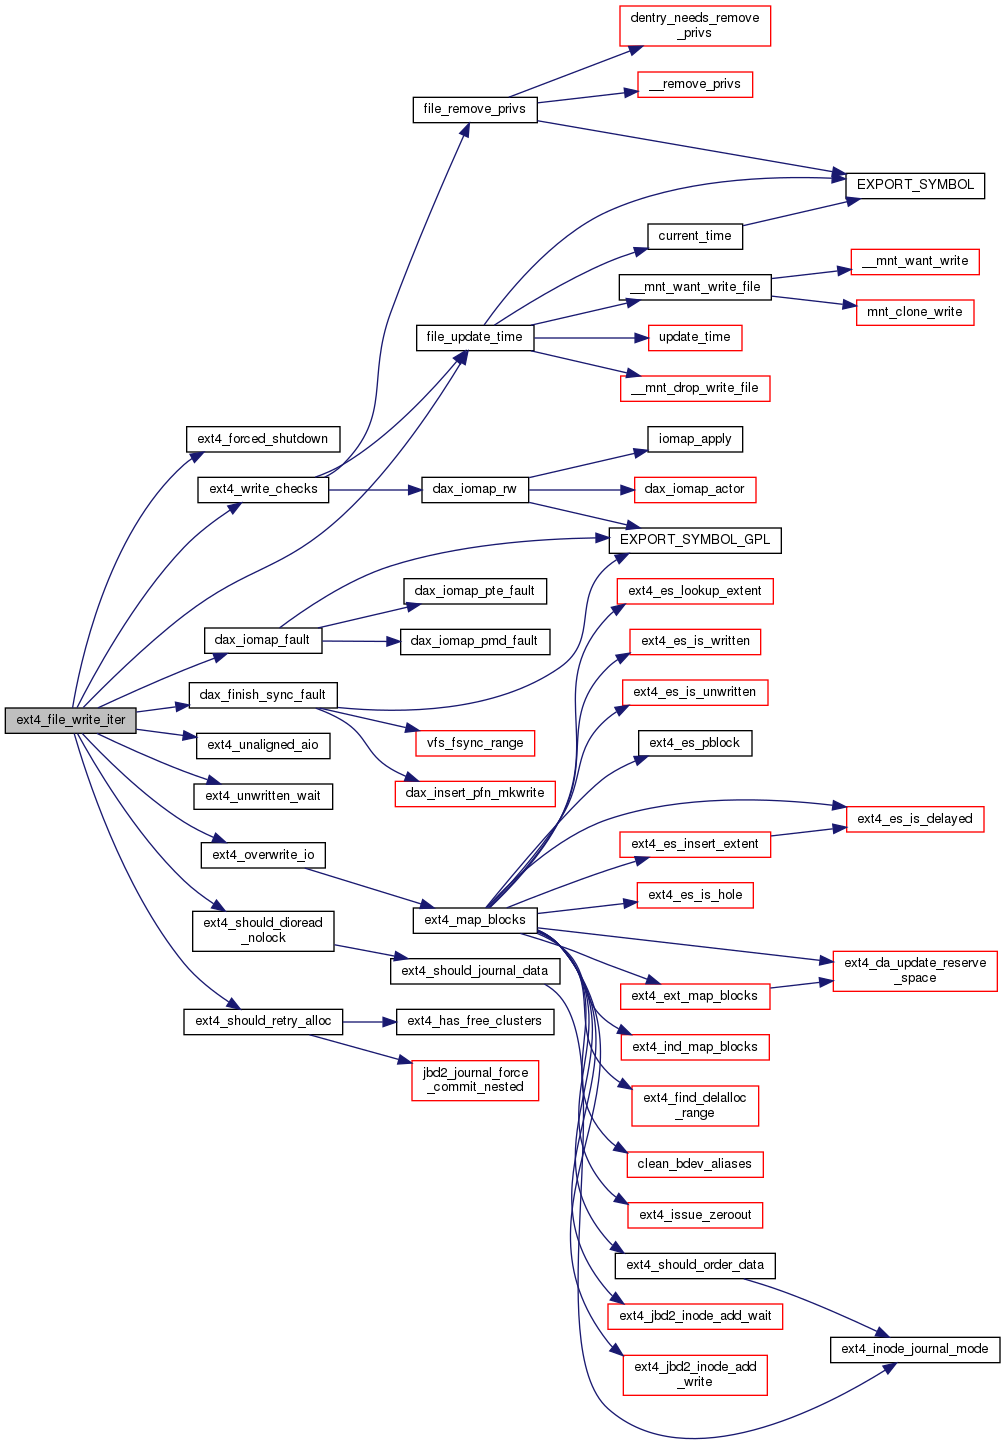 dentry_needs_remove
_privs
__remove_privs
file_remove_privs
EXPORT_SYMBOL
current_time
__mnt_want_write
__mnt_want_write_file
mnt_clone_write
file_update_time
update_time
__mnt_drop_write_file
ext4_forced_shutdown
iomap_apply
ext4_write_checks
dax_iomap_rw
dax_iomap_actor
EXPORT_SYMBOL_GPL
dax_iomap_pte_fault
ext4_es_lookup_extent
dax_iomap_fault
dax_iomap_pmd_fault
ext4_es_is_written
dax_finish_sync_fault
ext4_es_is_unwritten
ext4_file_write_iter
ext4_unaligned_aio
vfs_fsync_range
ext4_es_pblock
ext4_unwritten_wait
dax_insert_pfn_mkwrite
ext4_es_is_delayed
ext4_overwrite_io
ext4_es_insert_extent
ext4_es_is_hole
ext4_map_blocks
ext4_should_dioread
_nolock
ext4_should_journal_data
ext4_da_update_reserve
_space
ext4_ext_map_blocks
ext4_should_retry_alloc
ext4_has_free_clusters
ext4_ind_map_blocks
jbd2_journal_force
_commit_nested
ext4_find_delalloc
_range
clean_bdev_aliases
ext4_issue_zeroout
ext4_should_order_data
ext4_jbd2_inode_add_wait
ext4_inode_journal_mode
ext4_jbd2_inode_add
_write